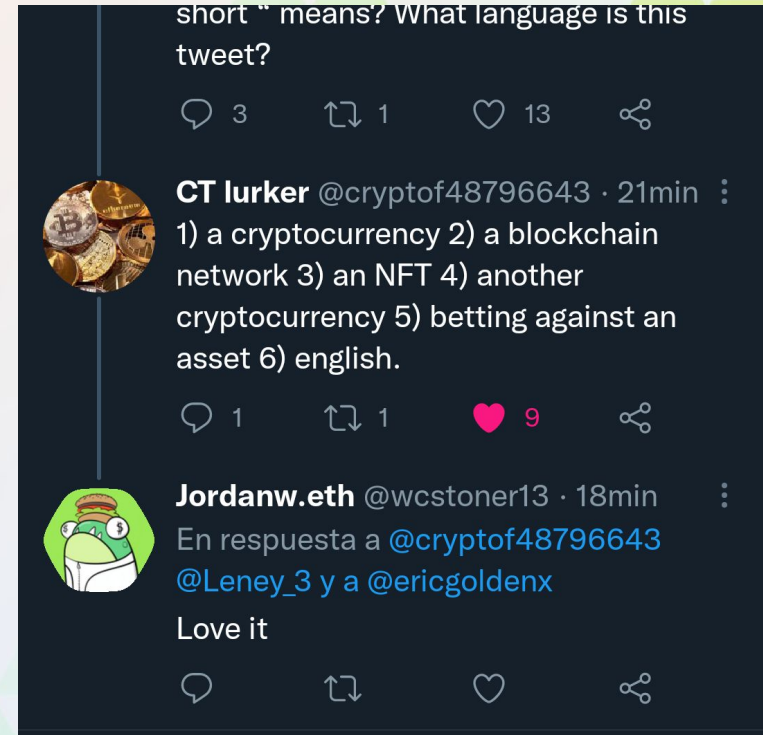 short “ means? What language is this
tweet?
3 1 13
CT lurker @cryptof48796643 · 21min
1) a cryptocurrency 2) a blockchain
network 3) an NFT 4) another
cryptocurrency 5) betting against an
asset 6) english.
1 1 9
Jordanw.eth @wcstoner13 · 18min
En respuesta a @cryptof48796643
@Leney_3 y a @ericgoldenx
Love it